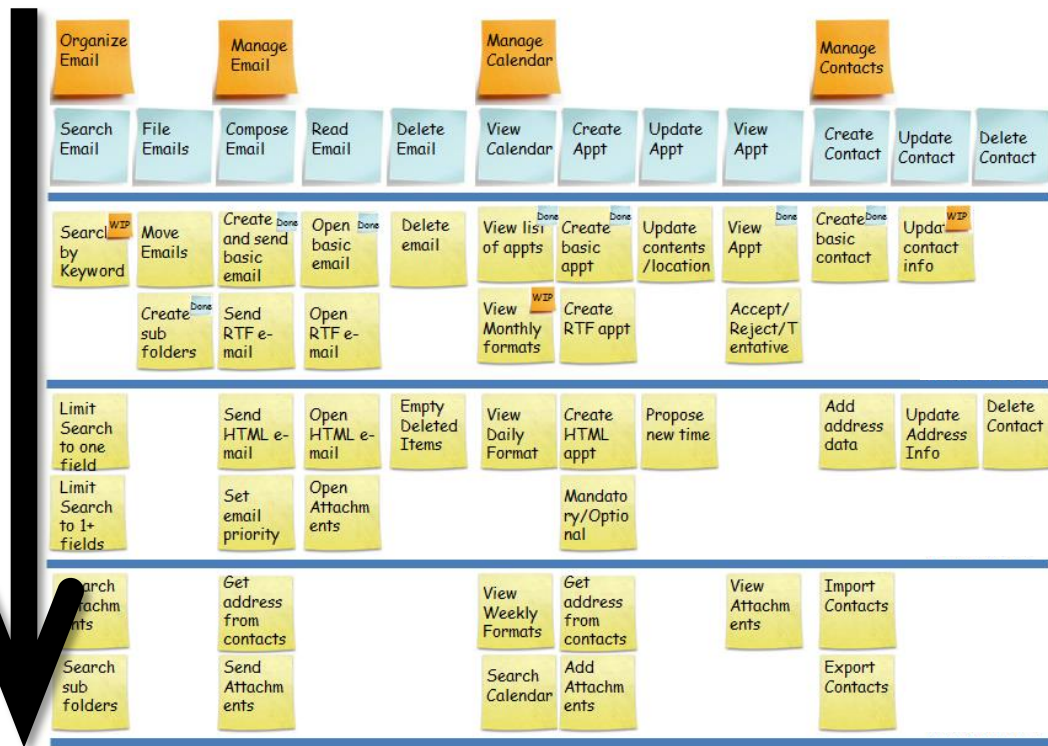 Organize
Email
Manage
Email
Manage
Calendar
Manage
Contacts
Search
Email
File
Emails
Compose
Email
Read
Email
Delete
Email
View
Calendar
Create
Appt
Update
Appt
View
Appt
Create
Contact
Update
Contact
Delete
Contact
WIP
by
Keyword
Move
Emails
Create
Done
and send
basic
email
Open
Done
basic
email
Delete
email
Done
View list
of appts
Done
Create
basic
appt
Update
contents
/location
Done
View
Appt
Done
Create
basic
contact
WIP
contact
info
Done
Create
sub
folders
Send
RTF e-
mail
Open
RTF e-
mail
WIP
View
Monthly
formats
Create
RTF appt
Accept/
Reject/T
entative
Limit
Search
to one
field
Send
HTML e-
mail
Open
HTML e-
mail
Empty
Deleted
Items
View
Daily
Format
Create
HTML
appt
Propose
new time
Add
address
data
Update
Address
Info
Delete
Contact
Limit
Search
to 1+
fields
Set
email
priority
Open
Attachm
ents
Mandato
ry/Optio
nal
Get
address
from
contacts
View
Weekly
Formats
Get
address
from
contacts
View
Attachm
ents
Import
Contacts
Search
sub
folders
Send
Attachm
ents
Search
Calendar
Add
Attachm
ents
Export
Contacts